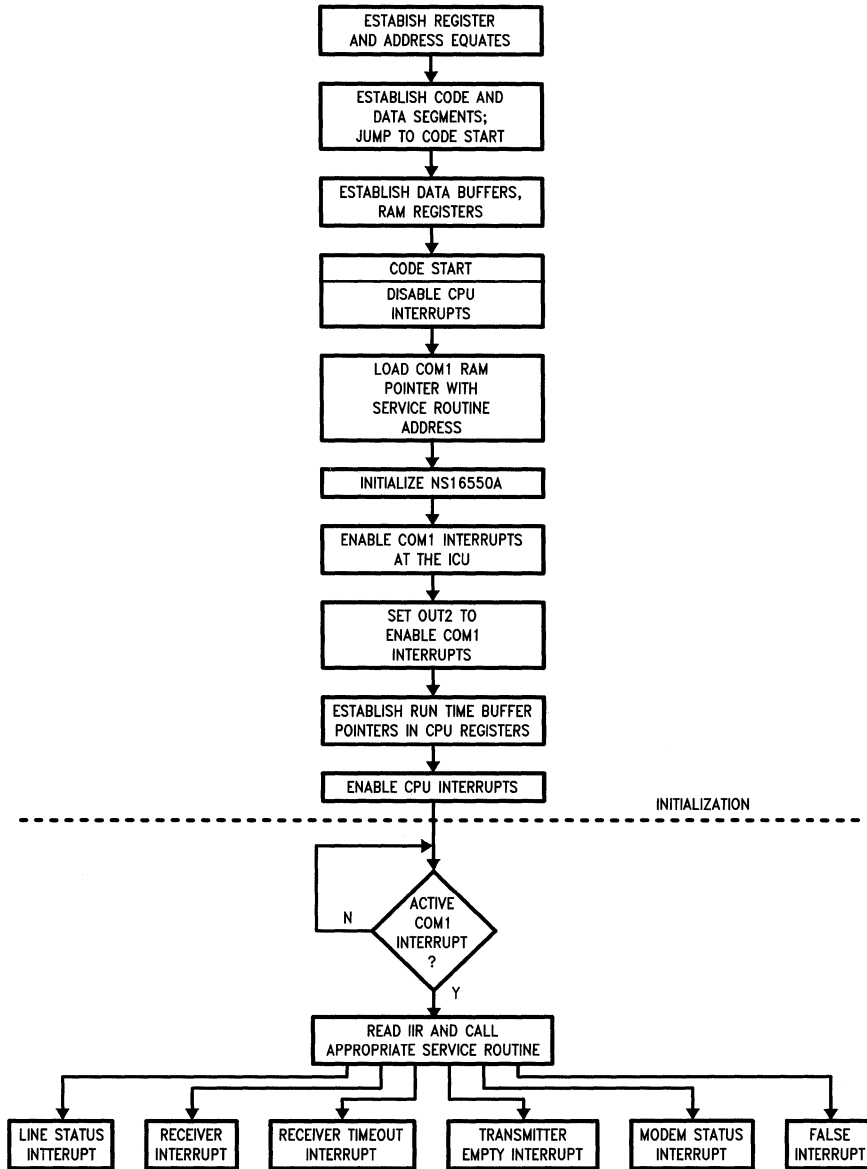 ESTABISH REGISTER
AND ADDRESS EQUATES
ESTABLISH CODE AND
DATA SEGMENTS;
JUMP TO CODE START
ESTABLISH DATA BUFFERS,
RAM REGISTERS
CODE START
DISABLE CPU
INTERRUPTS
LOAD COM1 RAM
POINTER WITH
SERVICE ROUTINE
ADDRESS
INITIALIZE NS16550A
ENABLE COM1 INTERRUPTS
AT THE ICU
SET OUT2 TO
ENABLE COM1
INTERRUPTS
ESTABLISH RUN TIME BUFFER
POINTERS IN CPU REGISTERS
ENABLE CPU INTERRUPTS
INITIALIZATION
ACTIVE
COM1
INTERRUPT
?
N
Y
READ IIR AND CALL
APPROPRIATE SERVICE ROUTINE
LINE STATUS
INTTERUPT
RECEIVER
INTERRUPT
RECEIVER TIMEOUT
INTERRUPT
TRANSMITTER
EMPTY INTERRUPT
MODEM STATUS
INTERRUPT
FALSE
INTERRUPT